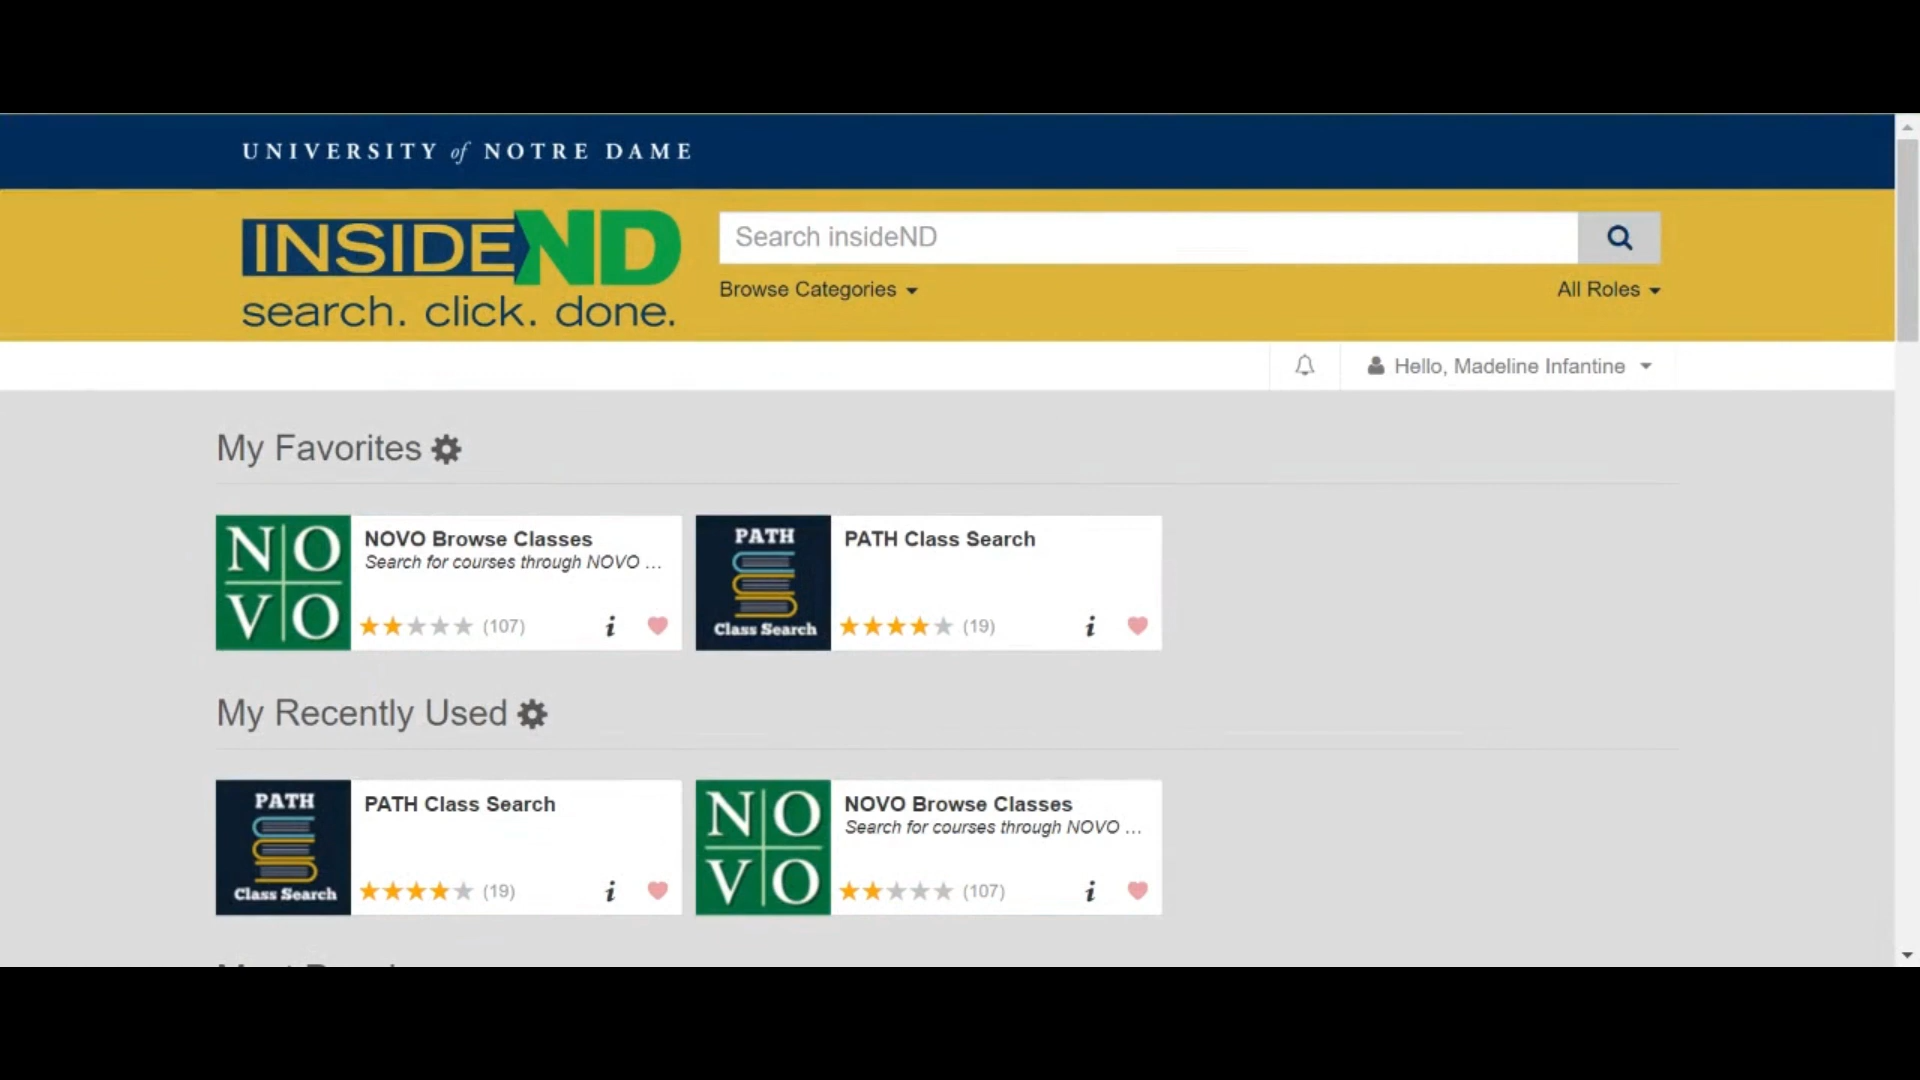 UNIVERSITY of NOTRE DAME
INSIDEND
search. click. done.
Search insideND
Browse Categories
All Roles
Hello, Madeline Infantine
My Favorites
NO
VO
NOVO Browse Classes
Search for courses through NOVO ...
(107)
i
PATH
Class Search
PATH Class Search
(19)
i
My Recently Used
PATH
Class Search
PATH Class Search
(19)
i
NO
VO
NOVO Browse Classes
Search for courses through NOVO ...
(107)
i